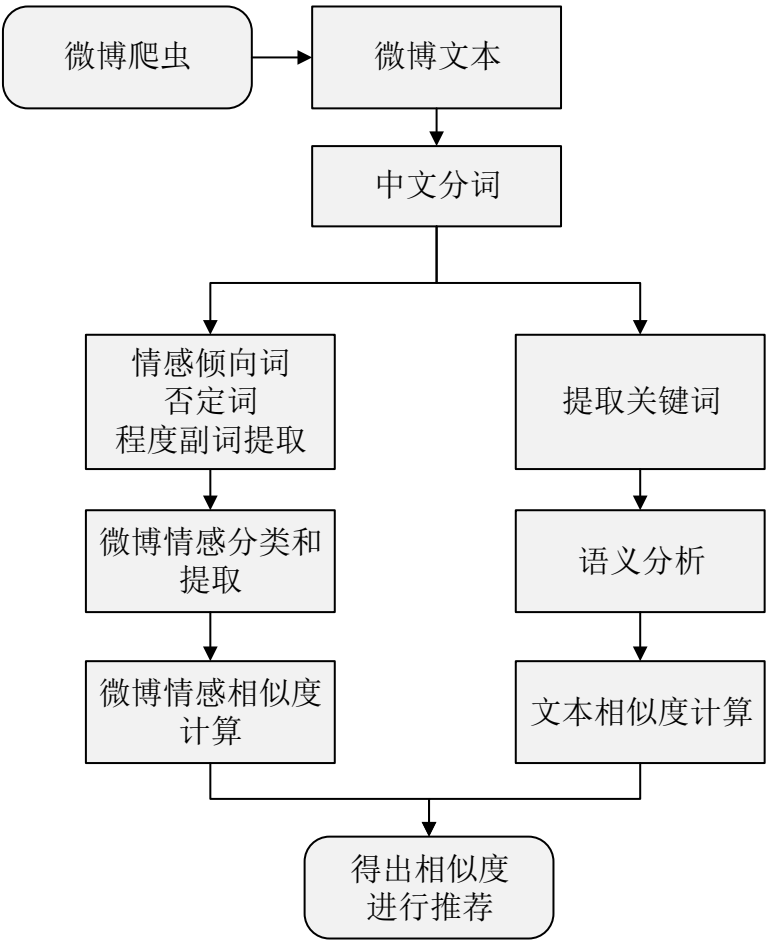 微博爬虫
微博文本
中文分词
情感倾向词
否定词
程度副词提取
提取关键词
微博情感分类和
提取
语义分析
微博情感相似度
计算
文本相似度计算
得出相似度
进行推荐